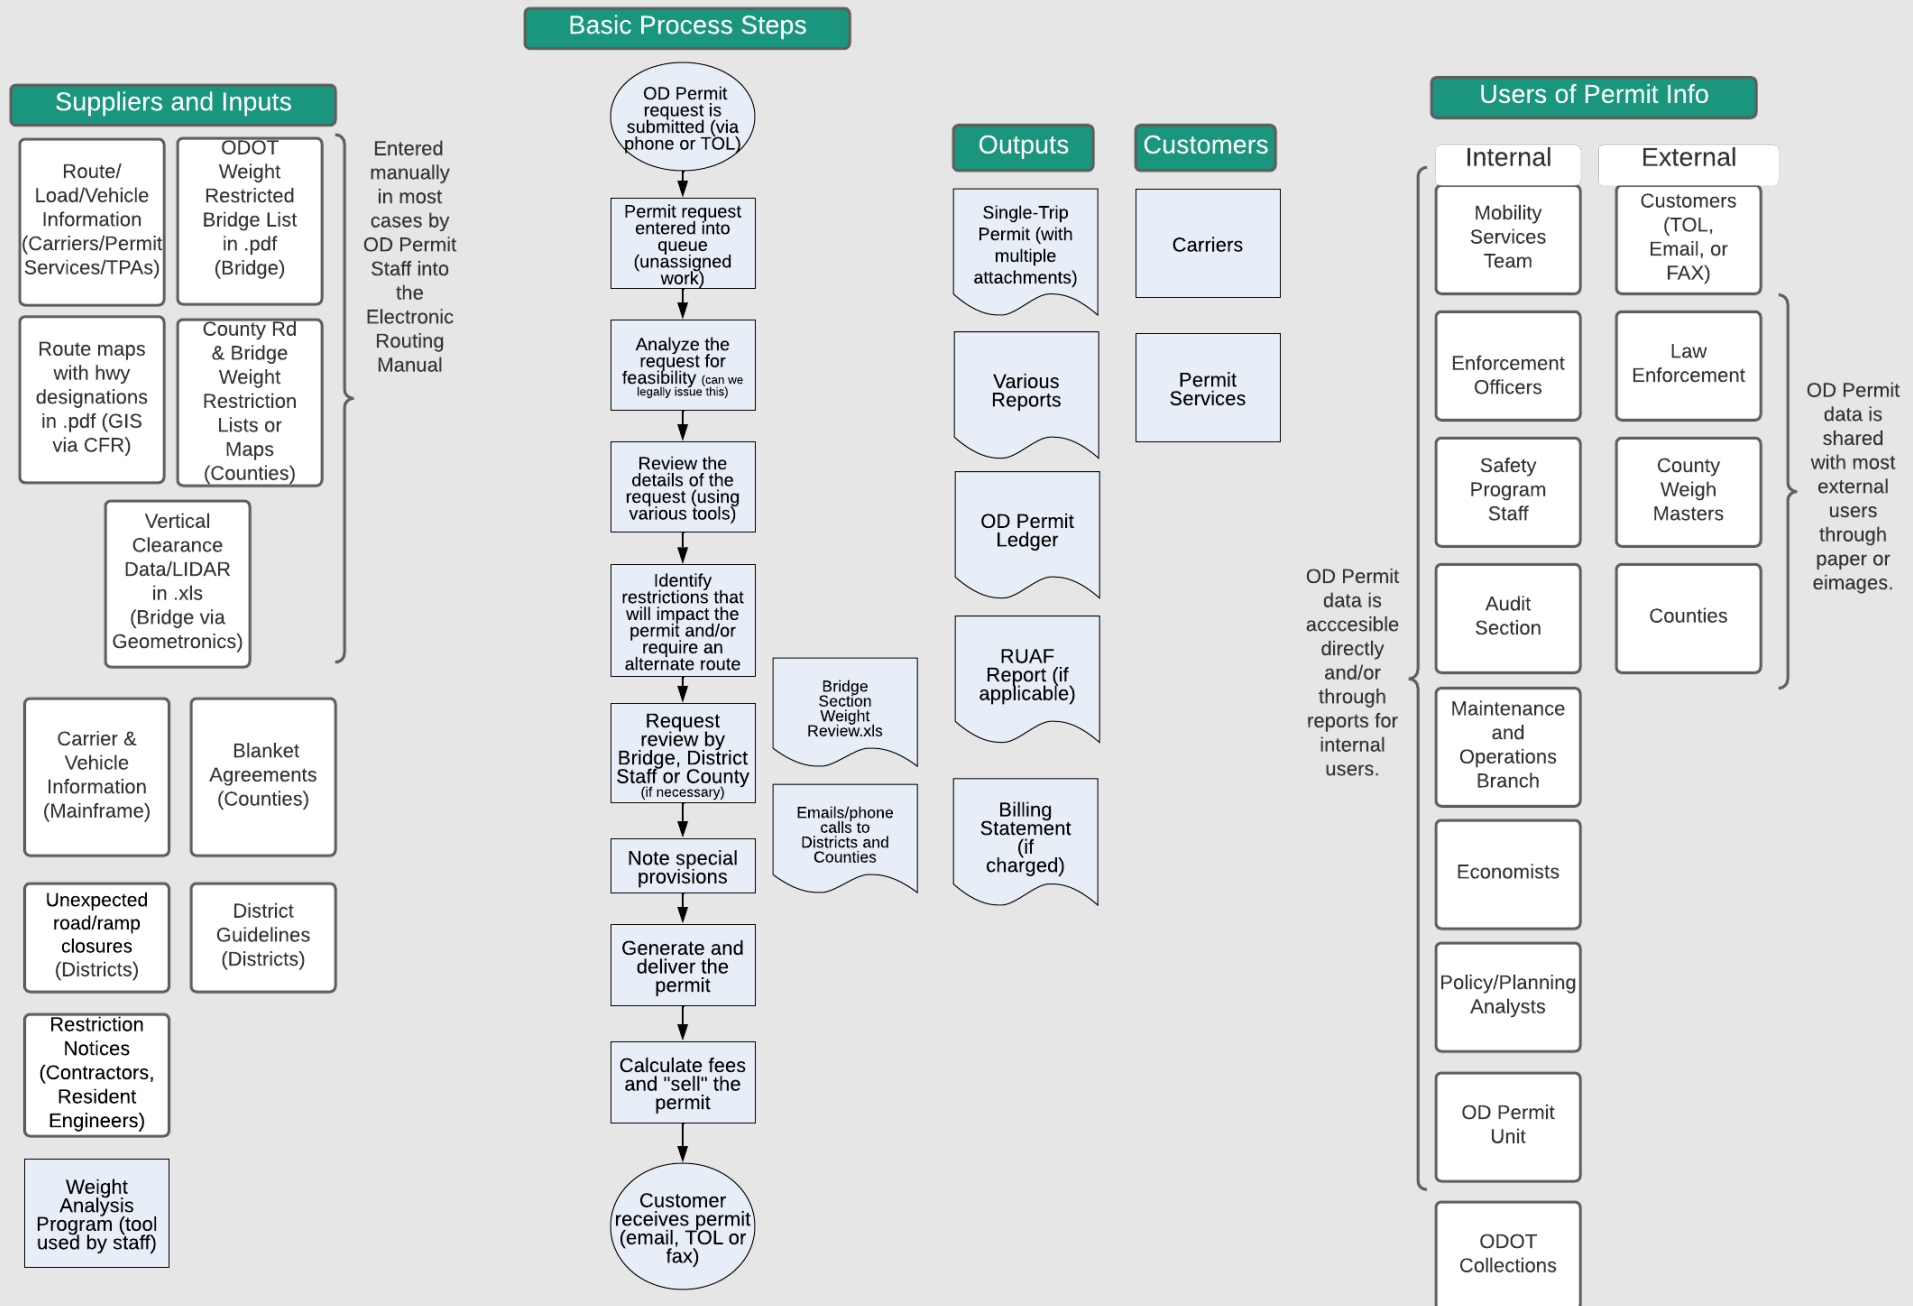 Basic Process Steps
Suppliers and Inputs
Route/
Load/Vehicle
Information
(Carriers/Permit
Services/TPAs)
ODOT
Weight
Restricted
Bridge List
in .pdf
(Bridge)
Route maps
with hwy
designations
in .pdf (GIS
via CFR)
County Rd
& Bridge
Weight
Restriction
Lists or
Maps
(Counties)
Vertical
Clearance
Data/LIDAR
in .xls
(Bridge via
Geometronics)
Entered
manually
in most
cases by
OD Permit
Staff into
the
Electronic
Routing
Manual
Carrier &
Vehicle
Information
(Mainframe)
Blanket
Agreements
(Counties)
Unexpected
road/ramp
closures
(Districts)
District
Guidelines
(Districts)
Restriction
Notices
(Contractors,
Resident
Engineers)
Weight
Analysis
Program (tool
used by staff)
OD Permit
request is
submitted (via
phone or TOL)
Permit request
entered into
queue
(unassigned
work)
Analyze the
request for
feasibility (can we
legally issue this)
Review the
details of the
request (using
various tools)
Identify
restrictions that
will impact the
permit and/or
require an
alternate route
Request
review by
Bridge, District
Staff or County
(if necessary)
Note special
provisions
Generate and
deliver the
permit
Calculate fees
and "sell" the
permit
Customer
receives permit
(email, TOL or
fax)
Bridge
Section
Weight
Review.xls
Emails/phone
calls to
Districts and
Counties
Outputs
Single-Trip
Permit (with
multiple
attachments)
Various
Reports
OD Permit
Ledger
RUAF
Report (if
applicable)
Billing
Statement
(if
charged)
Customers
Carriers
Permit
Services
Users of Permit Info
OD Permit
data is
acccesible
directly
and/or
through
reports for
internal
users.
Internal
Mobility
Services
Team
Enforcement
Officers
Safety
Program
Staff
Audit
Section
Maintenance
and
Operations
Branch
Economists
Policy/Planning
Analysts
OD Permit
Unit
ODOT
Collections
External
Customers
(TOL,
Email, or
FAX)
Law
Enforcement
County
Weigh
Masters
Counties
OD Permit
data is
shared
with most
external
users
through
paper or
eimages.